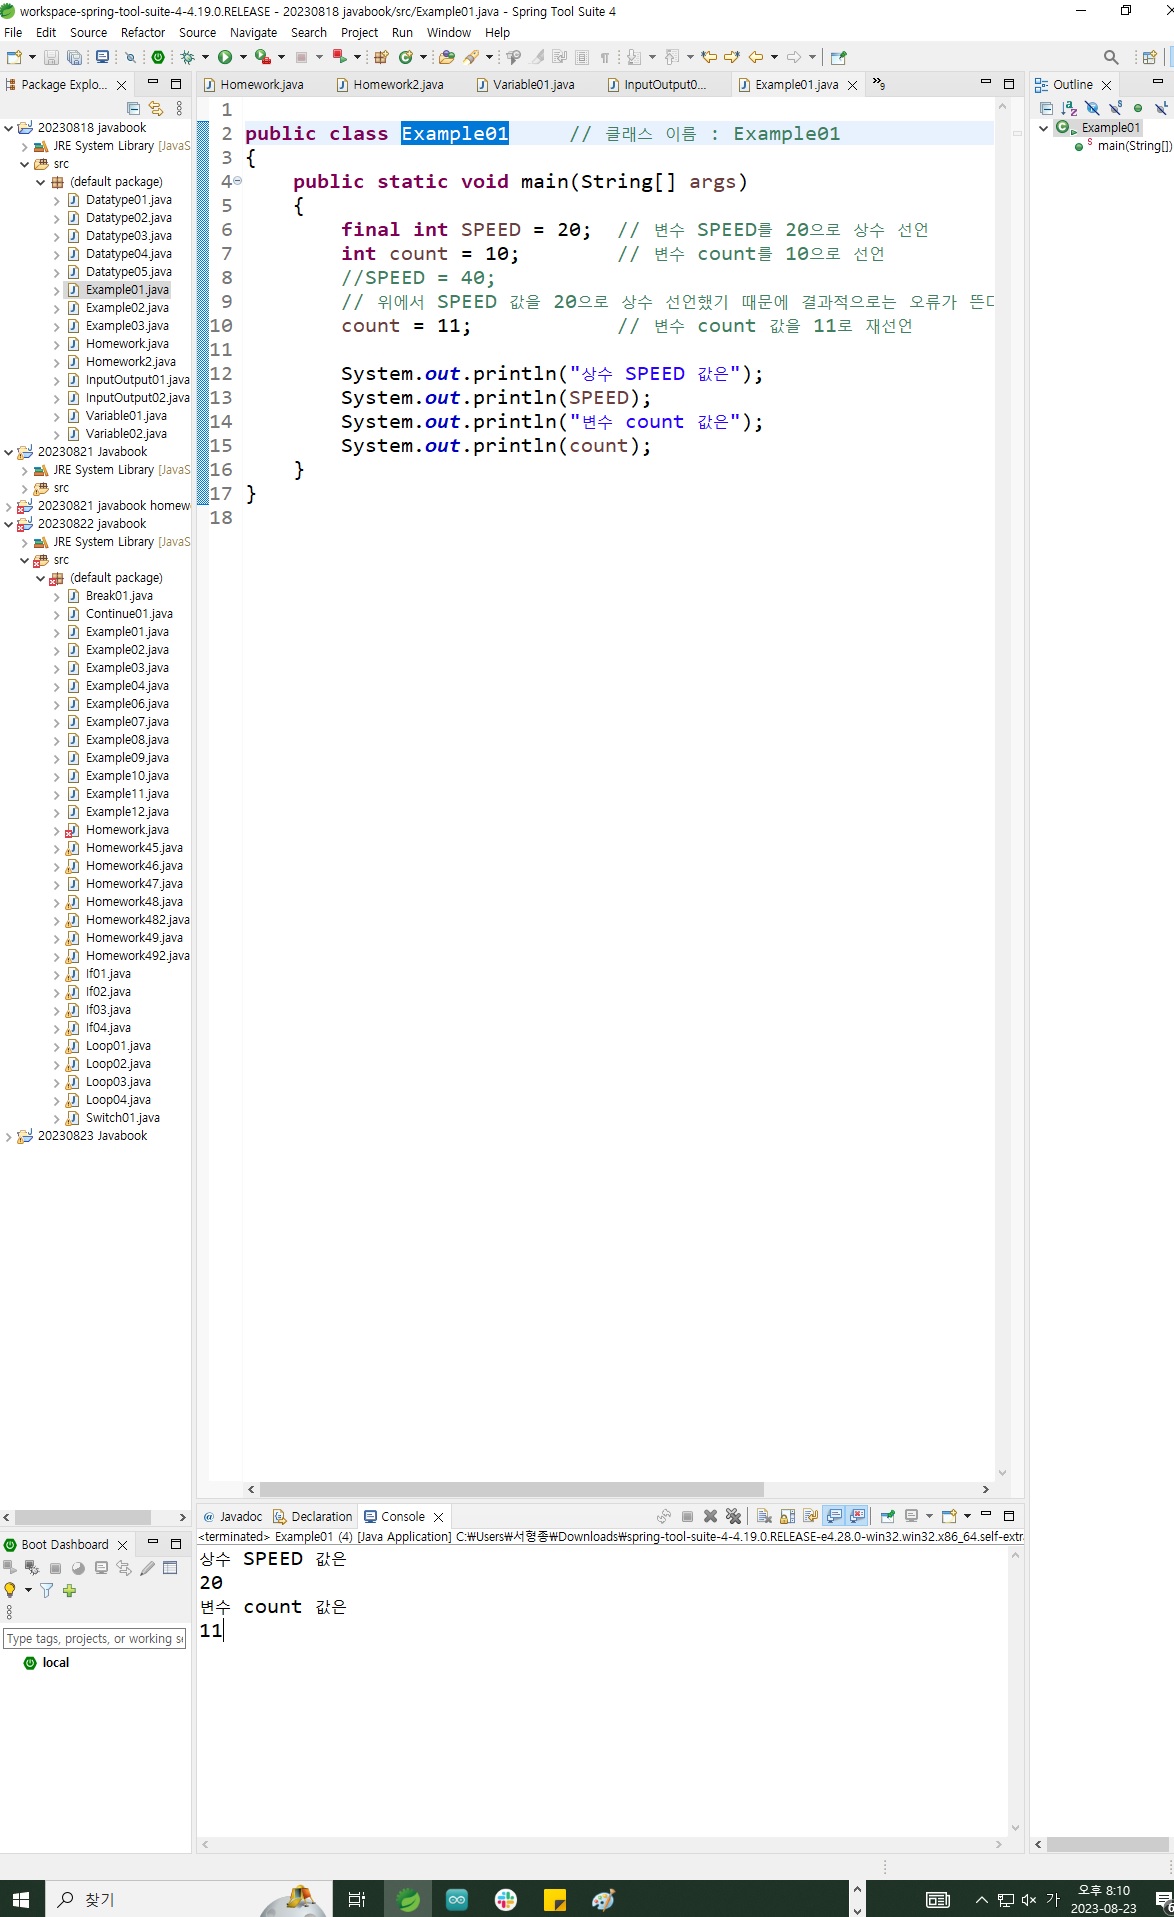 workspace-spring-tool-suite-4-4.19.0.RELEASE - 20230818 javabook/src/Example01.java - Spring Tool Suite 4
File Edit Source Refactor Source Navigate Search Project Run Window Help
Package Explo...
Homework.java Homework2.java Variable01.java InputOutput0... Example01.java 9
Outline
20230818 javabook
JRE System Library [JavaS
src
(default package)
Datatype01.java
Datatype02.java
Datatype03.java
Datatype04.java
Datatype05.java
Example01.java
Example02.java
Example03.java
Homework.java
Homework2.java
InputOutput01.java
InputOutput02.java
Variable01.java
Variable02.java
20230821 Javabook
JRE System Library [JavaS
src
20230821 javabook homew
20230822 javabook
JRE System Library [JavaS
src
(default package)
Break01.java
Continue01.java
Example01.java
Example02.java
Example03.java
Example04.java
Example06.java
Example07.java
Example08.java
Example09.java
Example10.java
Example11.java
Example12.java
Homework.java
Homework45.java
Homework46.java
Homework47.java
Homework48.java
Homework482.java
Homework49.java
Homework492.java
If01.java
If02.java
If03.java
If04.java
Loop01.java
Loop02.java
Loop03.java
Loop04.java
Switch01.java
20230823 Javabook
1
2 public class Example01 // 클래스 이름 : Example01
3 {
4 public static void main(String[] args)
5 {
6 final int SPEED = 20; // 변수 SPEED를 20으로 상수 선언
7 int count = 10; // 변수 count를 10으로 선언
8 //SPEED = 40;
9 // 위에서 SPEED 값을 20으로 상수 선언했기 때문에 결과적으로는 오류가 뜬다
10 count = 11; // 변수 count 값을 11로 재선언
11
12 System.out.println("상수 SPEED 값은");
13 System.out.println(SPEED);
14 System.out.println("변수 count 값은");
15 System.out.println(count);
16 }
17 }
18
Example01
main(String[])
Boot Dashboard
Type tags, projects, or working s
local
Javadoc Declaration Console
<terminated> Example01 (4) [Java Application] C:₩Users₩서형종₩Downloads₩spring-tool-suite-4-4.19.0.RELEASE-e4.28.0-win32.win32.x86_64.self-extr
상수 SPEED 값은
20
변수 count 값은
11
찾기
가
오후 8:10
2023-08-23